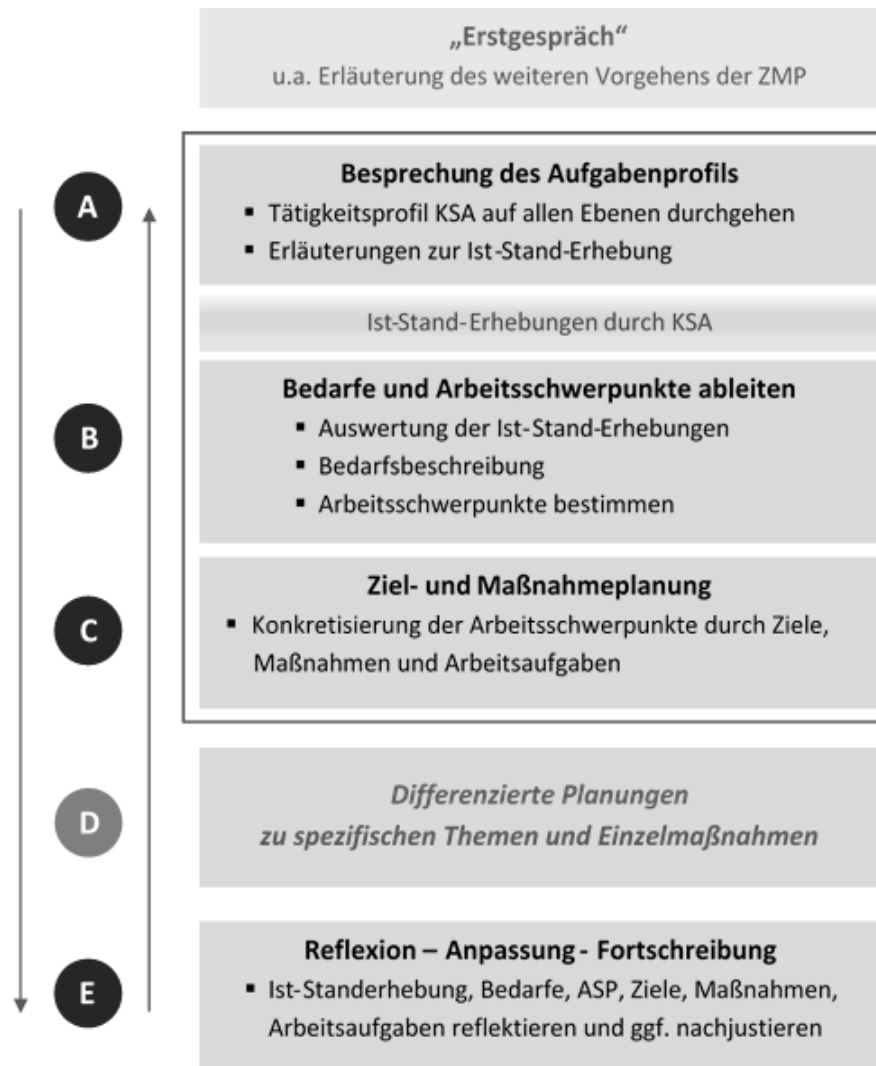 „Erstgespräch“
u.a. Erläuterung des weiteren Vorgehens der ZMP
A
Besprechung des Aufgabenprofils
▪ Tätigkeitsprofil KSA auf allen Ebenen durchgehen
▪ Erläuterungen zur Ist-Stand-Erhebung
Ist-Stand-Erhebungen durch KSA
B
Bedarfe und Arbeitsschwerpunkte ableiten
▪ Auswertung der Ist-Stand-Erhebungen
▪ Bedarfsbeschreibung
▪ Arbeitsschwerpunkte bestimmen
C
Ziel- und Maßnahmeplanung
▪ Konkretisierung der Arbeitsschwerpunkte durch Ziele,
Maßnahmen und Arbeitsaufgaben
D
Differenzierte Planungen
zu spezifischen Themen und Einzelmaßnahmen
E
Reflexion – Anpassung - Fortschreibung
▪ Ist-Standerhebung, Bedarfe, ASP, Ziele, Maßnahmen,
Arbeitsaufgaben reflektieren und ggf. nachjustieren